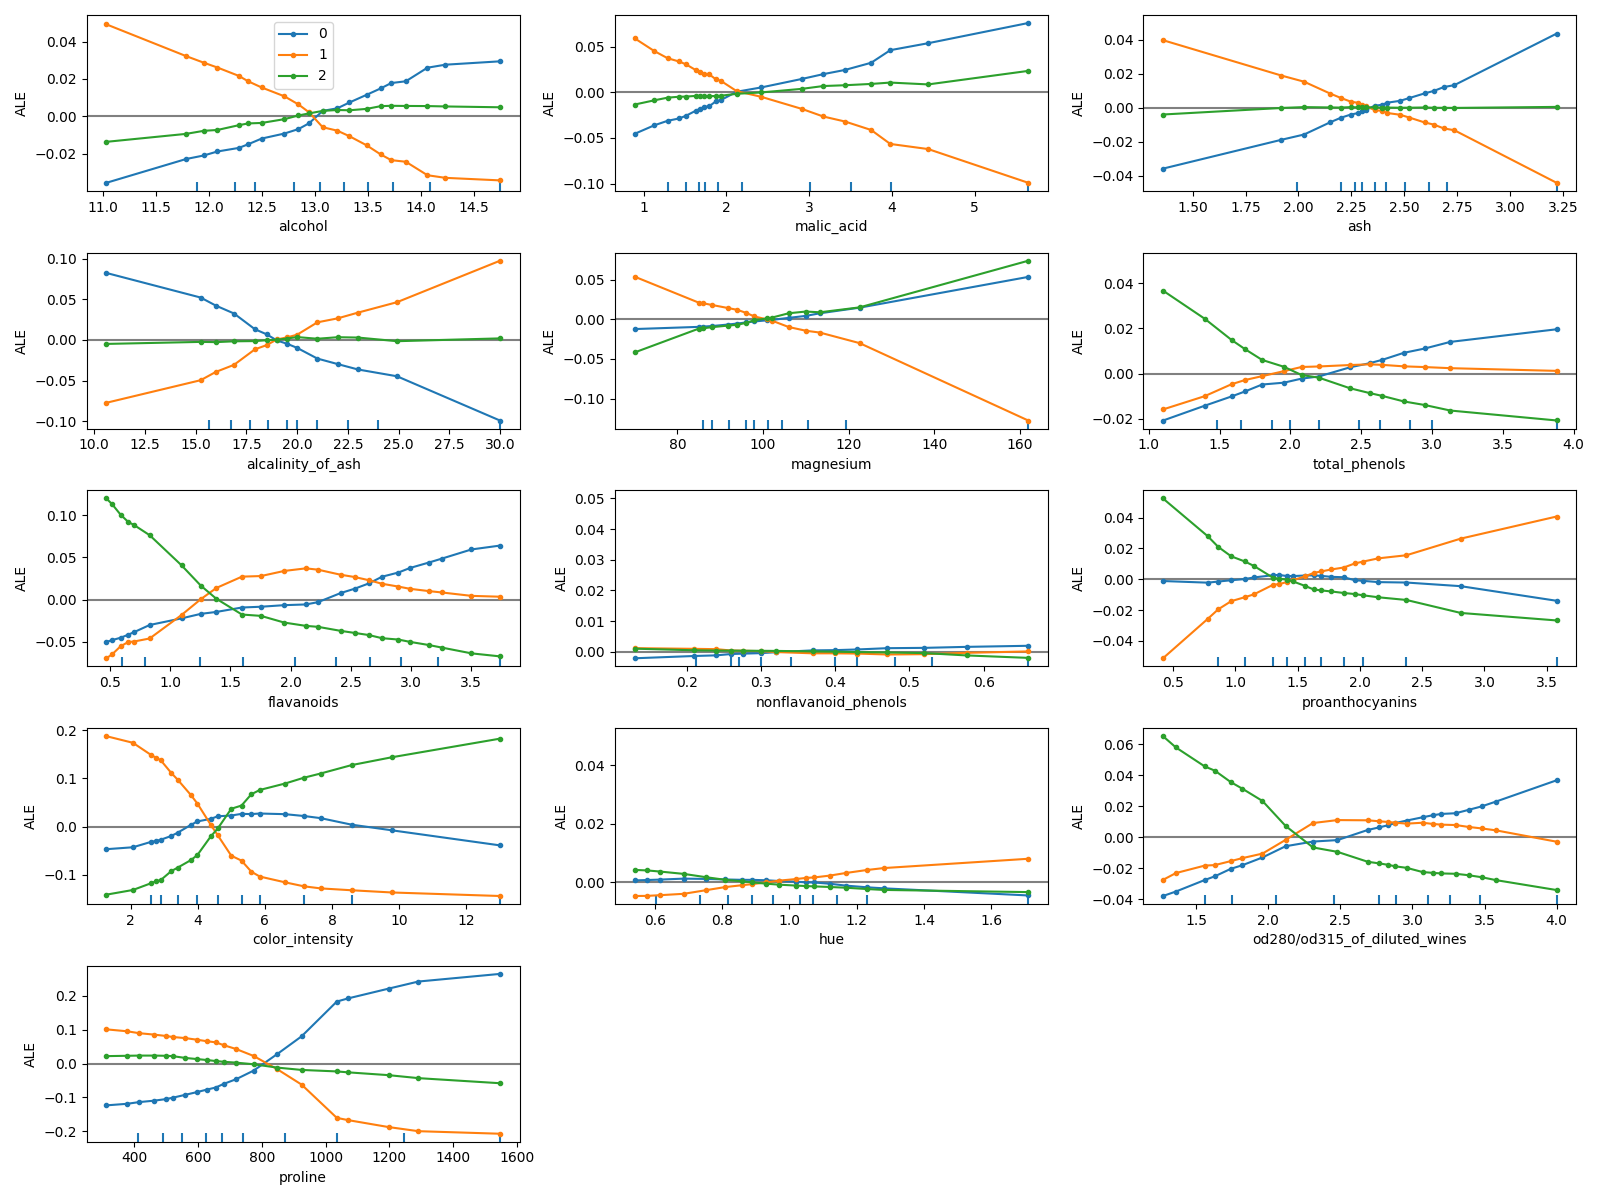 0.04
0.02
0.00
−0.02
ALE
11.0 11.5 12.0 12.5 13.0 13.5 14.0 14.5
alcohol
0
1
2
0.05
0.00
−0.05
−0.10
ALE
1 2 3 4 5
malic_acid
0.04
0.02
0.00
−0.02
−0.04
ALE
1.50 1.75 2.00 2.25 2.50 2.75 3.00 3.25
ash
0.10
0.05
0.00
−0.05
−0.10
ALE
10.0 12.5 15.0 17.5 20.0 22.5 25.0 27.5 30.0
alcalinity_of_ash
0.05
0.00
−0.05
−0.10
ALE
80 100 120 140 160
magnesium
0.04
0.02
0.00
−0.02
ALE
1.0 1.5 2.0 2.5 3.0 3.5 4.0
total_phenols
0.10
0.05
0.00
−0.05
ALE
0.5 1.0 1.5 2.0 2.5 3.0 3.5
flavanoids
0.05
0.04
0.03
0.02
0.01
0.00
ALE
0.2 0.3 0.4 0.5 0.6
nonflavanoid_phenols
0.04
0.02
0.00
−0.02
−0.04
ALE
0.5 1.0 1.5 2.0 2.5 3.0 3.5
proanthocyanins
0.2
0.1
0.0
−0.1
ALE
2 4 6 8 10 12
color_intensity
0.04
0.02
0.00
ALE
0.6 0.8 1.0 1.2 1.4 1.6
hue
0.06
0.04
0.02
0.00
−0.02
−0.04
ALE
1.5 2.0 2.5 3.0 3.5 4.0
od280/od315_of_diluted_wines
0.2
0.1
0.0
−0.1
−0.2
ALE
400 600 800 1000 1200 1400 1600
proline